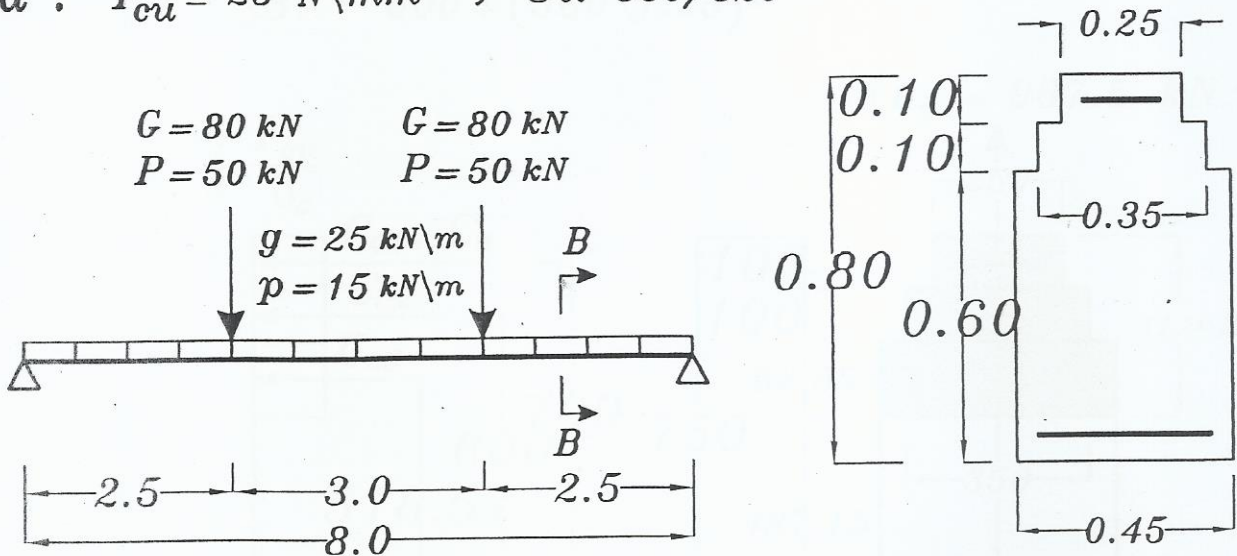 G = 80 kN
P = 50 kN
G = 80 kN
P = 50 kN
g = 25 kN\m
p = 15 kN\m
B
B
2.5
3.0
2.5
8.0
0.25
0.10
0.10
0.35
0.80
0.60
0.45